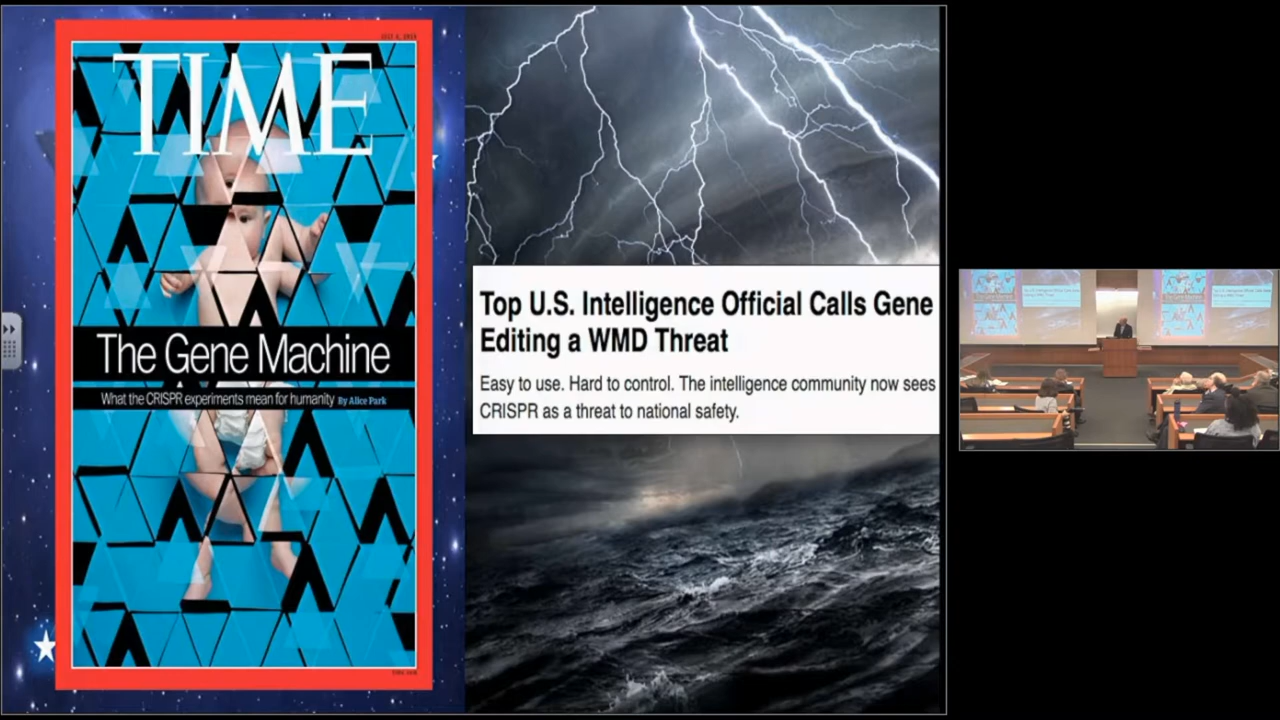 TIME
The Gene Machine
What the CRISPR experiments mean for humanity By Alice Park
Top U.S. Intelligence Official Calls Gene
Editing a WMD Threat
Easy to use. Hard to control. The intelligence community now sees
CRISPR as a threat to national safety.